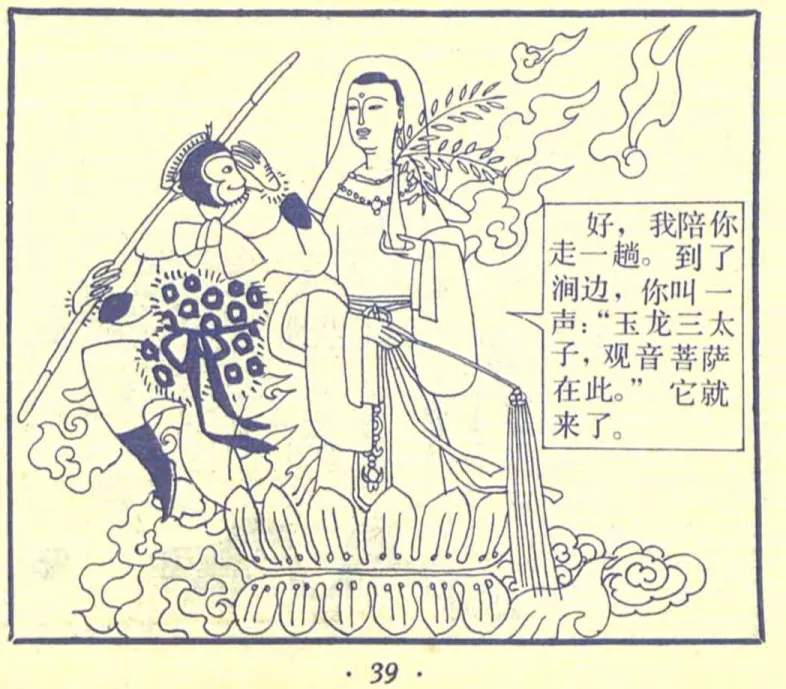 好，我陪你
走一趟。到了
涧边，你叫一
声：“玉龙三太
子，观音菩萨
在此。”它就
来了。
· 39 ·